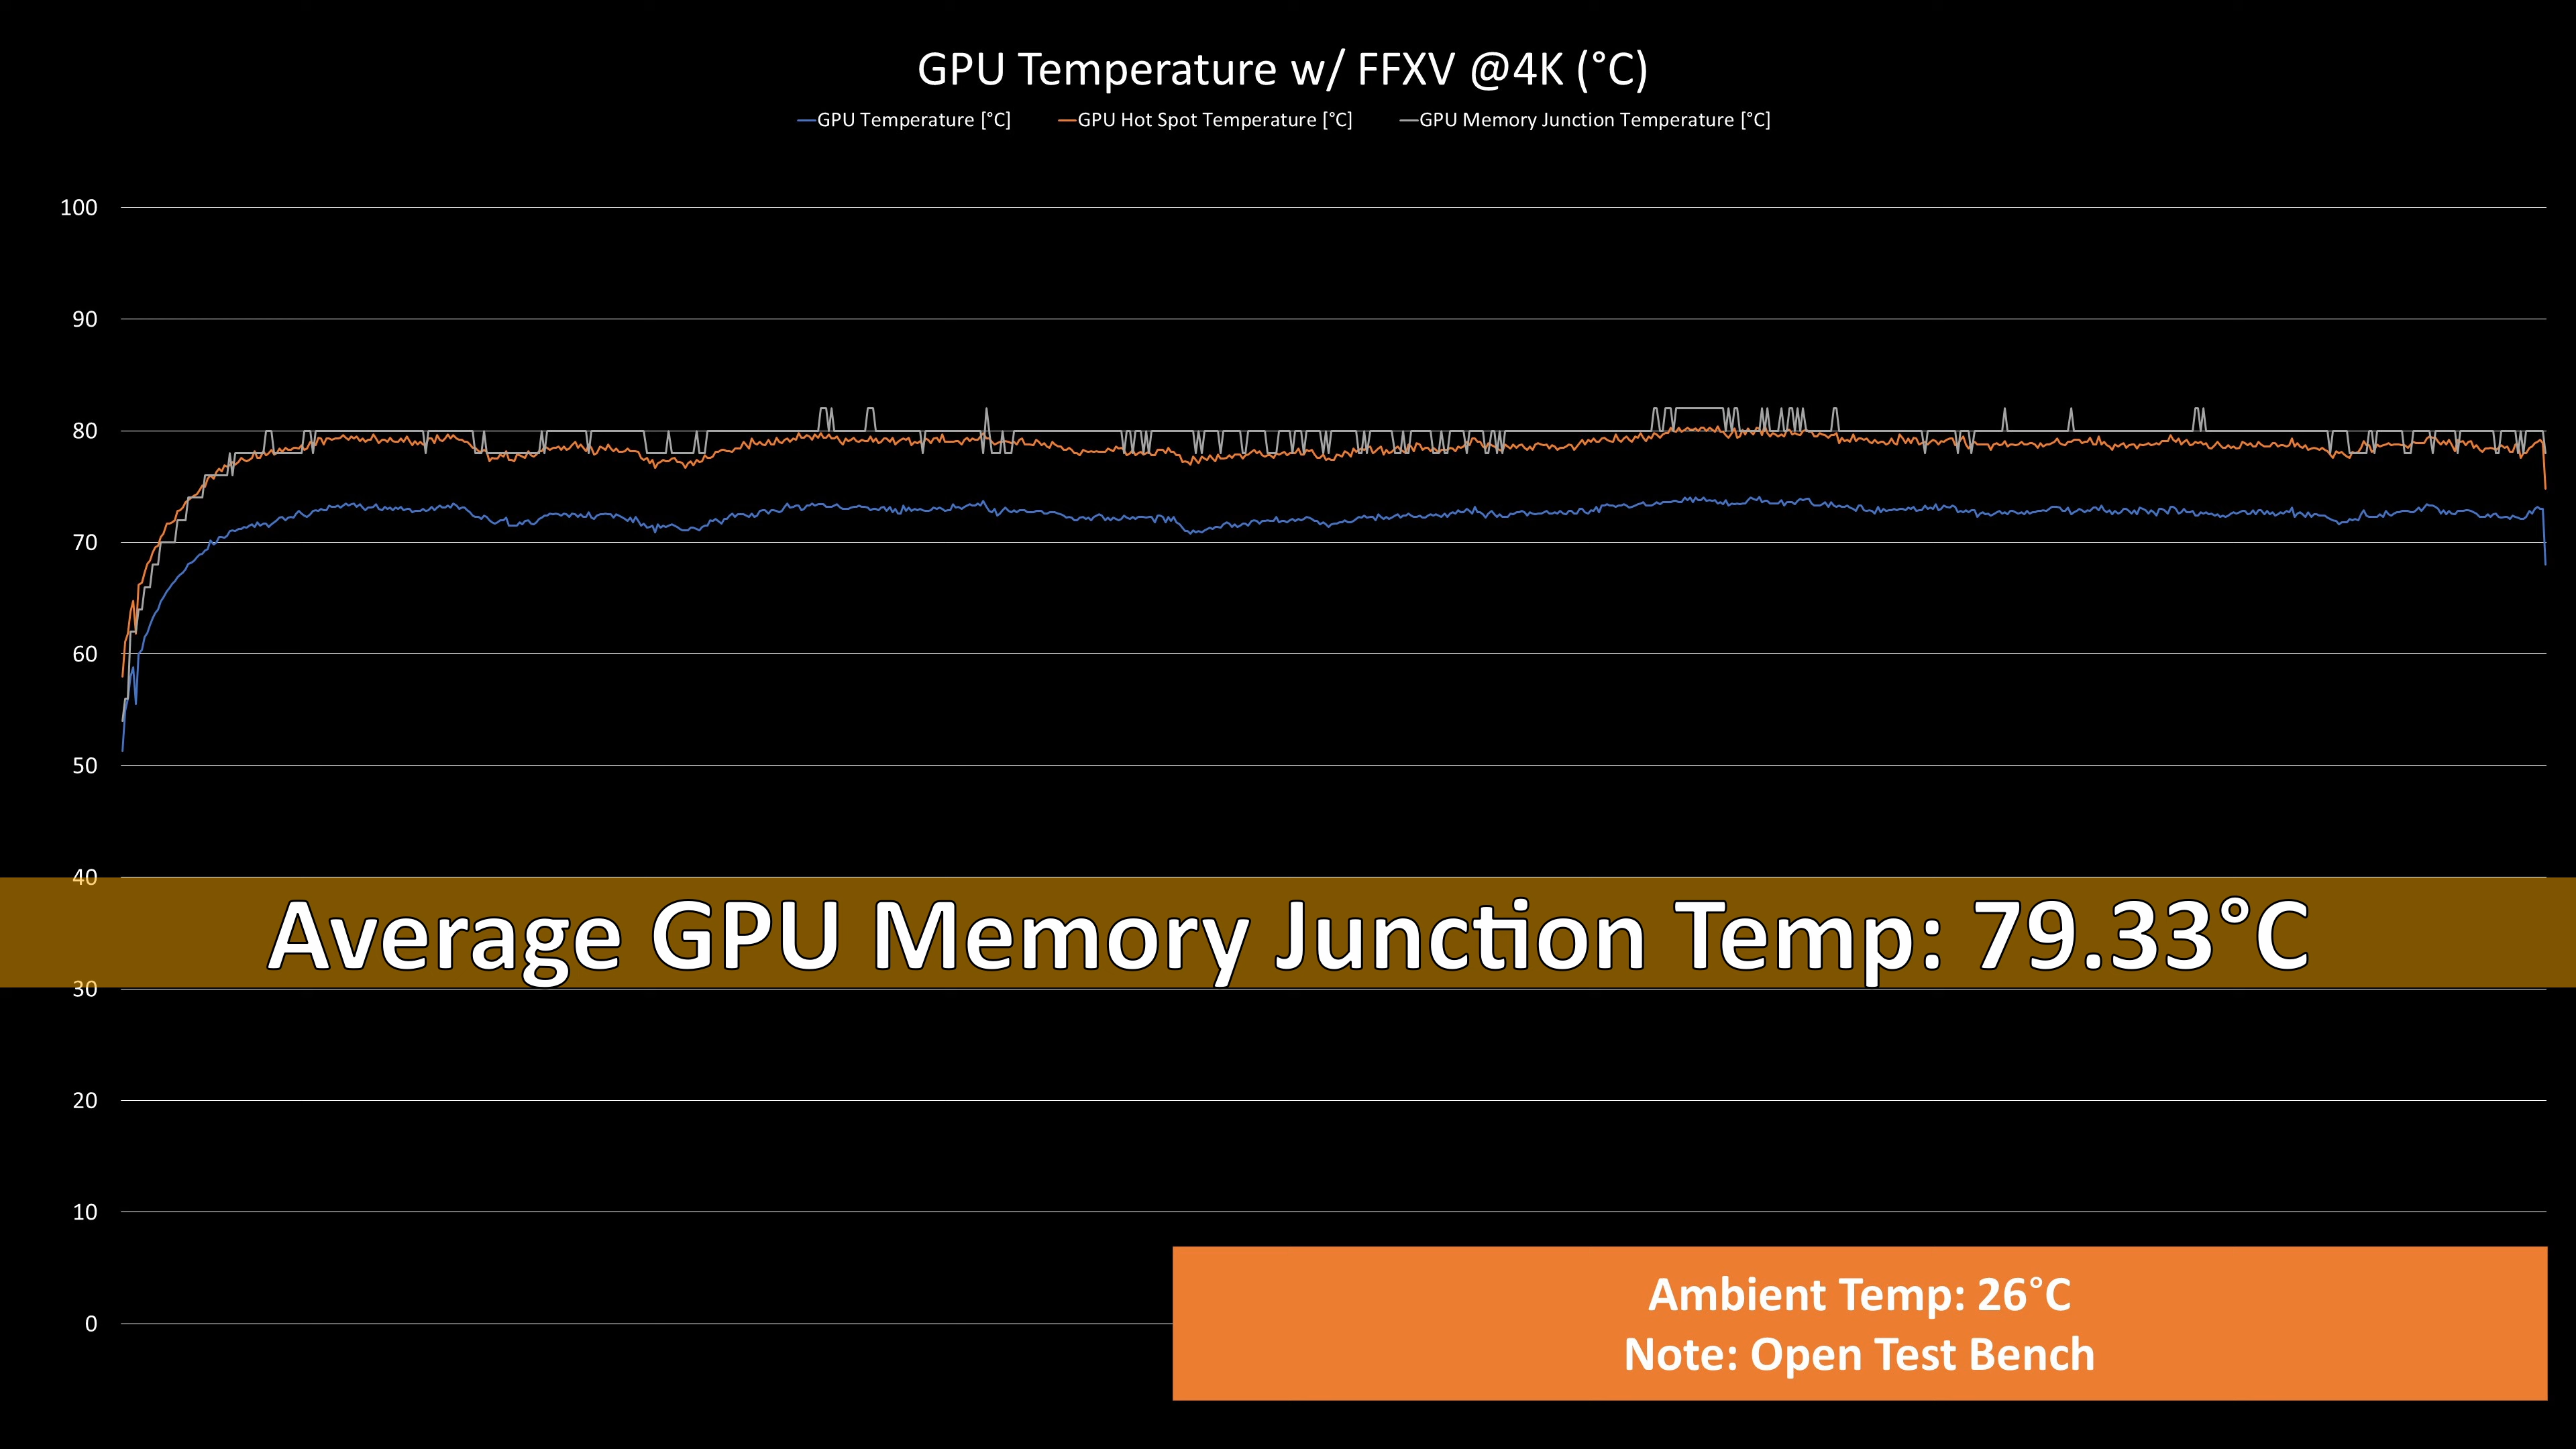 GPU Temperature w/ FFXV @4K (°C)
GPU Temperature [°C] GPU Hot Spot Temperature [°C] GPU Memory Junction Temperature [°C]
100
90
80
70
60
50
40
Average GPU Memory Junction Temp: 79.33°C
30
20
10
0
Ambient Temp: 26°C
Note: Open Test Bench